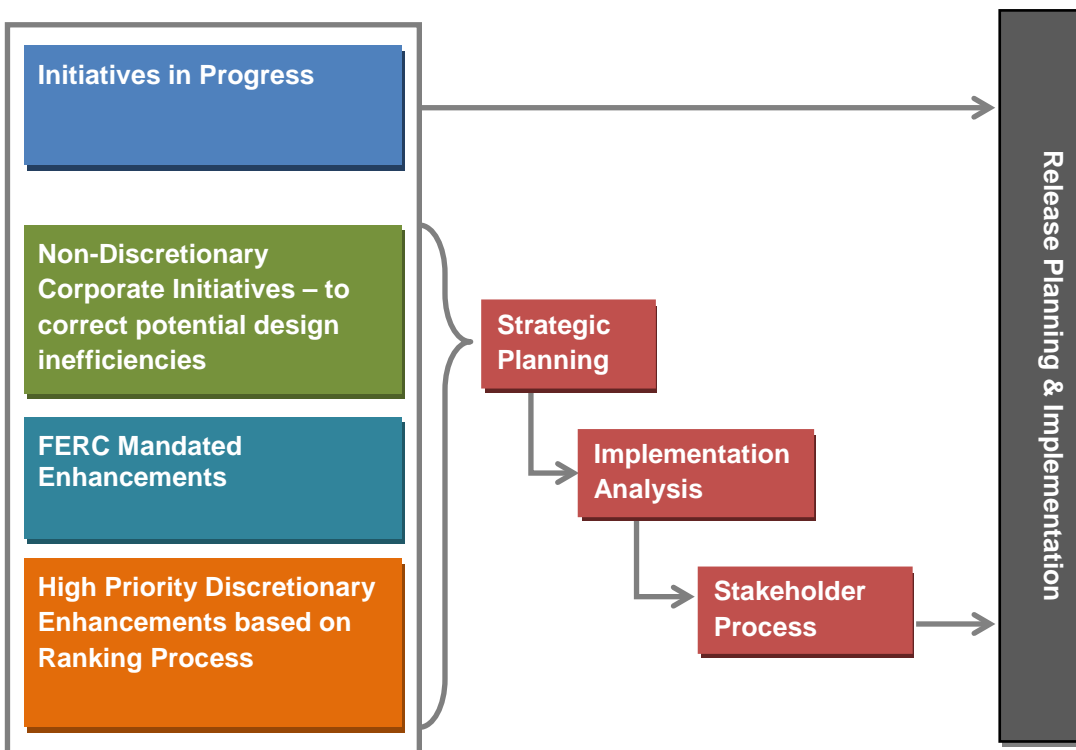 Initiatives in Progress
Non-Discretionary
Corporate Initiatives – to
correct potential design
inefficiencies
FERC Mandated
Enhancements
High Priority Discretionary
Enhancements based on
Ranking Process
Strategic
Planning
Implementation
Analysis
Stakeholder
Process
Release Planning & Implementation